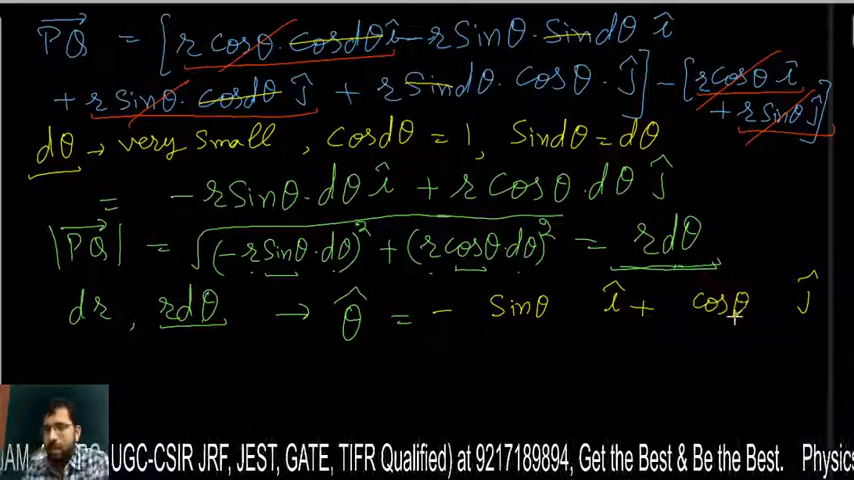 PQ⃗ = [r cosθ · cosdθ î - r Sinθ · Sindθ î
+ r sinθ · cosdθ ĵ + r Sindθ · cosθ · ĵ] - [r cosθ î
+ r sinθ ĵ]
dθ → very small , Cosdθ = 1, Sindθ = dθ
= - r Sinθ · dθ î + r Cosθ · dθ ĵ
|PQ⃗| = √((-r Sinθ · dθ)² + (r cosθ · dθ)²) = r dθ
dr , rdθ → θ̂ = - sinθ î + cosθ ĵ
JAM, UGC-CSIR JRF, JEST, GATE, TIFR Qualified) at 9217189894, Get the Best & Be the Best. Physics